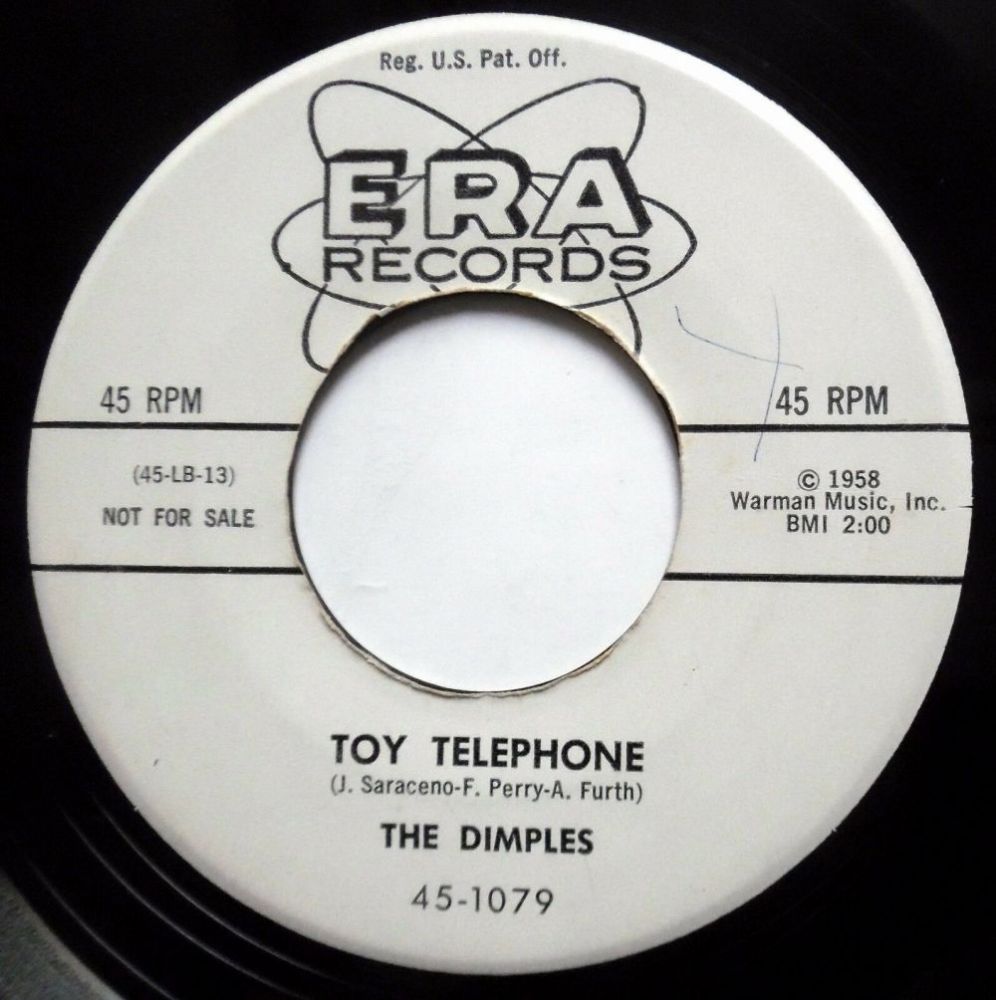 Reg. U.S. Pat. Off.
ERA
RECORDS
45 RPM
45 RPM
(45-LB-13)
NOT FOR SALE
© 1958
Warman Music, Inc.
BMI 2:00
TOY TELEPHONE
(J. Saraceno-F. Perry-A. Furth)
THE DIMPLES
45-1079